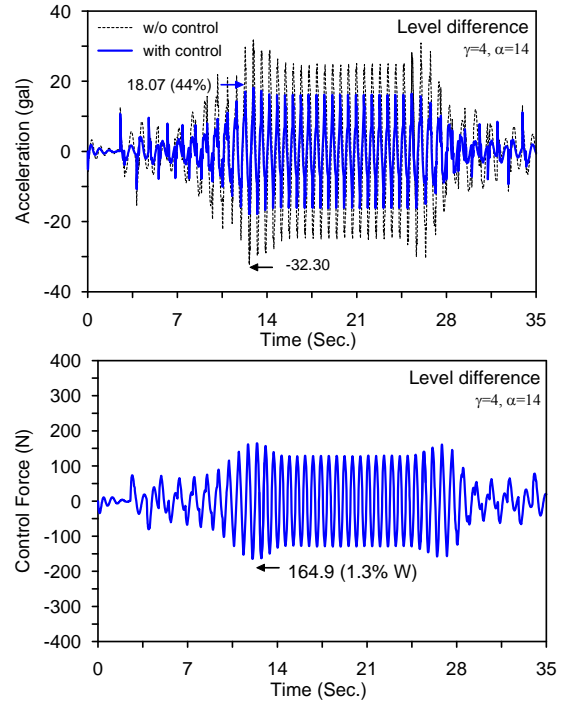 w/o control
with control
Level difference
γ=4, α=14
18.07 (44%)
-32.30
Acceleration (gal)
40
20
0
-20
-40
0 7 14 21 28 35
Time (Sec.)
Level difference
γ=4, α=14
164.9 (1.3% W)
Control Force (N)
400
300
200
100
0
-100
-200
-300
-400
0 7 14 21 28 35
Time (Sec.)